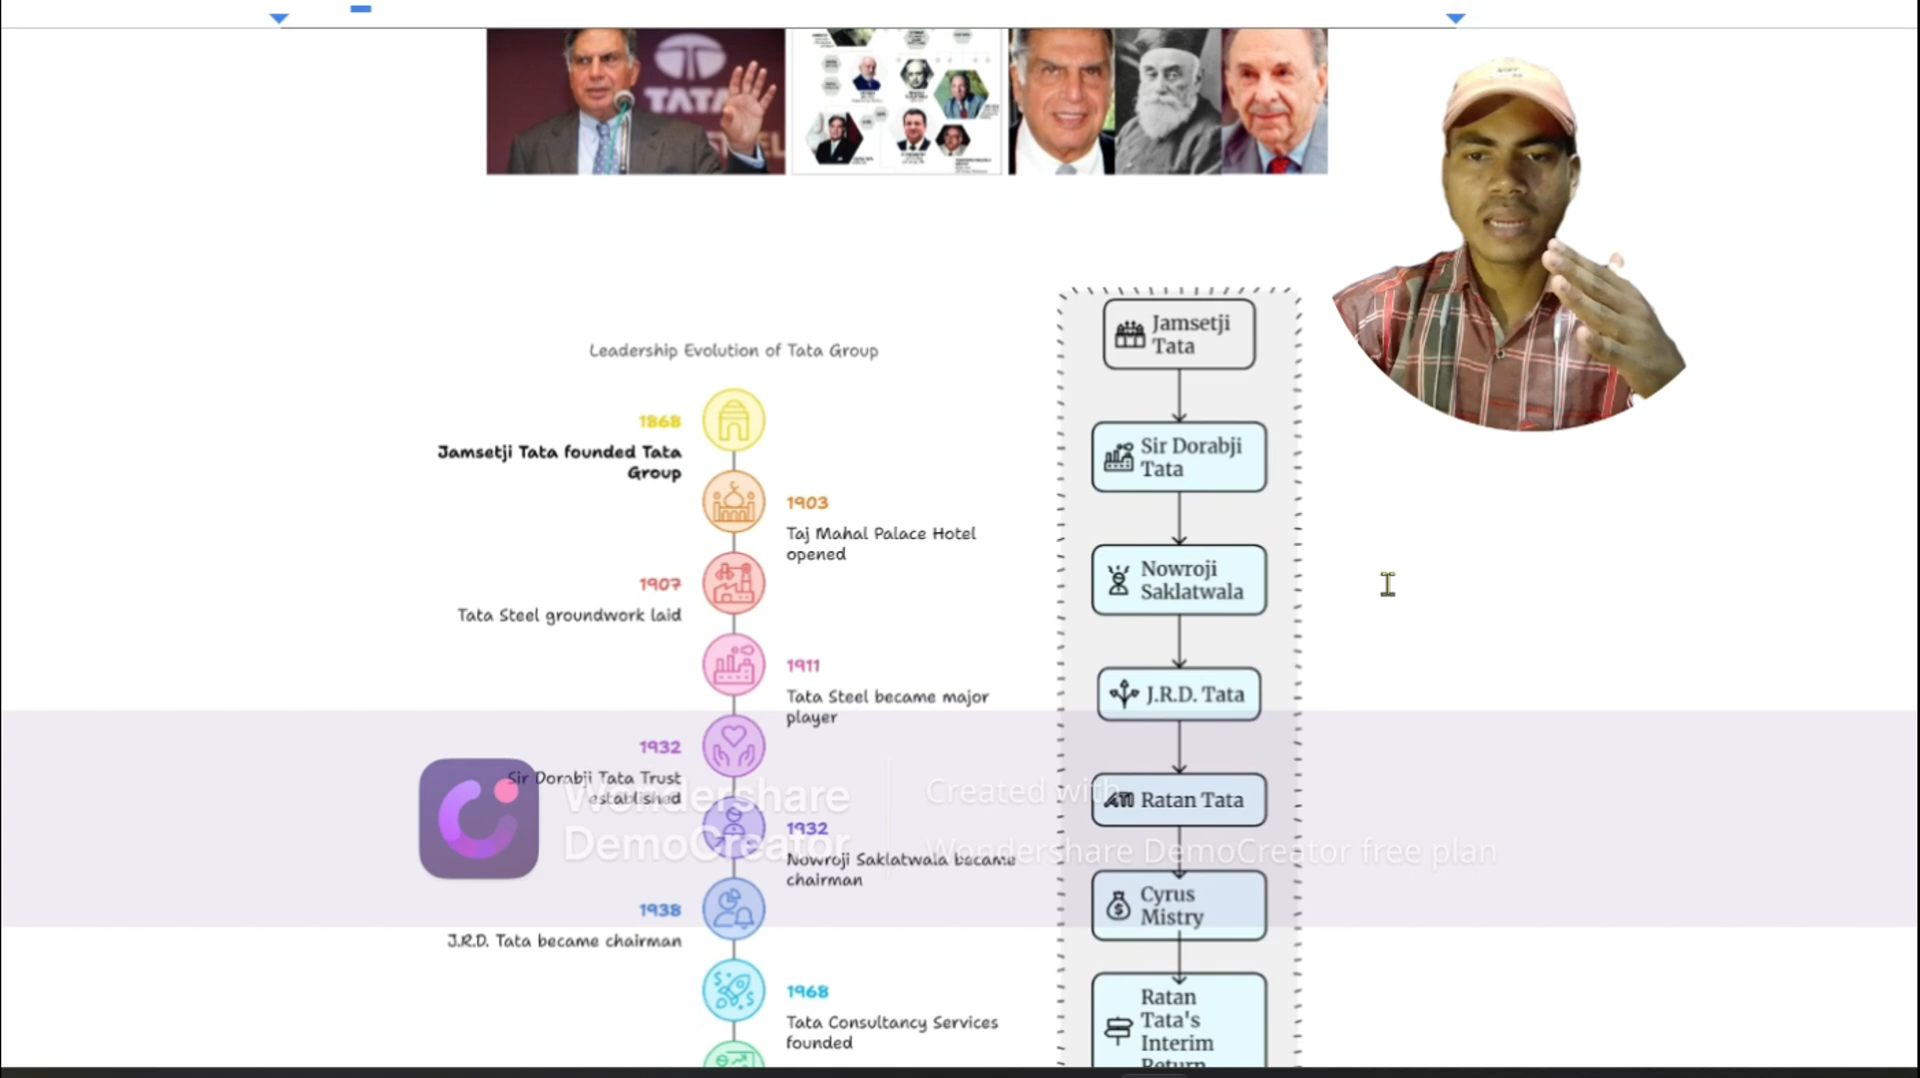 TATA
Leadership Evolution of Tata Group
1868
Jamsetji Tata founded Tata
Group
1903
Taj Mahal Palace Hotel
opened
1907
Tata Steel groundwork laid
1911
Tata Steel became major
player
1932
Sir Dorabji Tata Trust
established
1932
Nowroji Saklatwala became
chairman
1938
J.R.D. Tata became chairman
1968
Tata Consultancy Services
founded
Jamsetji
Tata
Sir Dorabji
Tata
Nowroji
Saklatwala
J.R.D. Tata
Ratan Tata
Cyrus
Mistry
Ratan
Tata's
Interim
Return
Wondershare
DemoCreator
Created with
Wondershare DemoCreator free plan